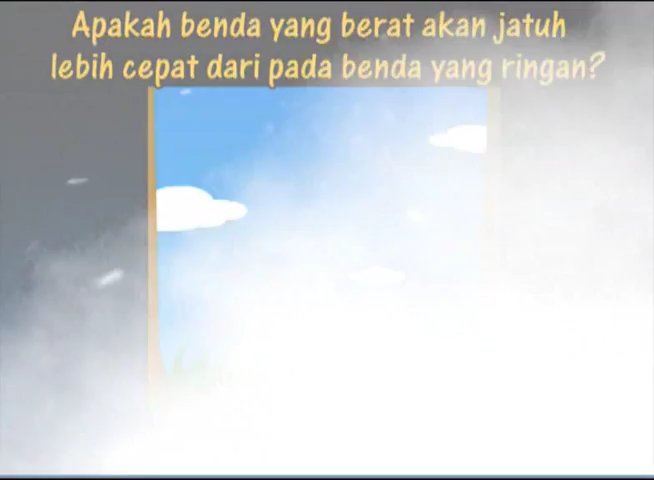 Apakah benda yang berat akan jatuh
lebih cepat dari pada benda yang ringan?